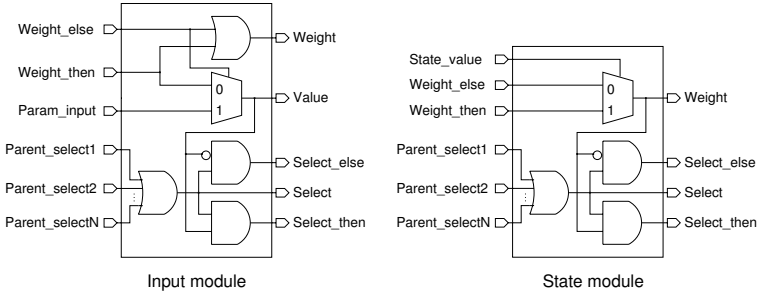 Weight_else
Weight_then
Param_input
Parent_select1
Parent_select2
Parent_selectN
0
1
Weight
Value
Select_else
Select
Select_then
Input module
State_value
Weight_else
Weight_then
Parent_select1
Parent_select2
Parent_selectN
0
1
Weight
Select_else
Select
Select_then
State module